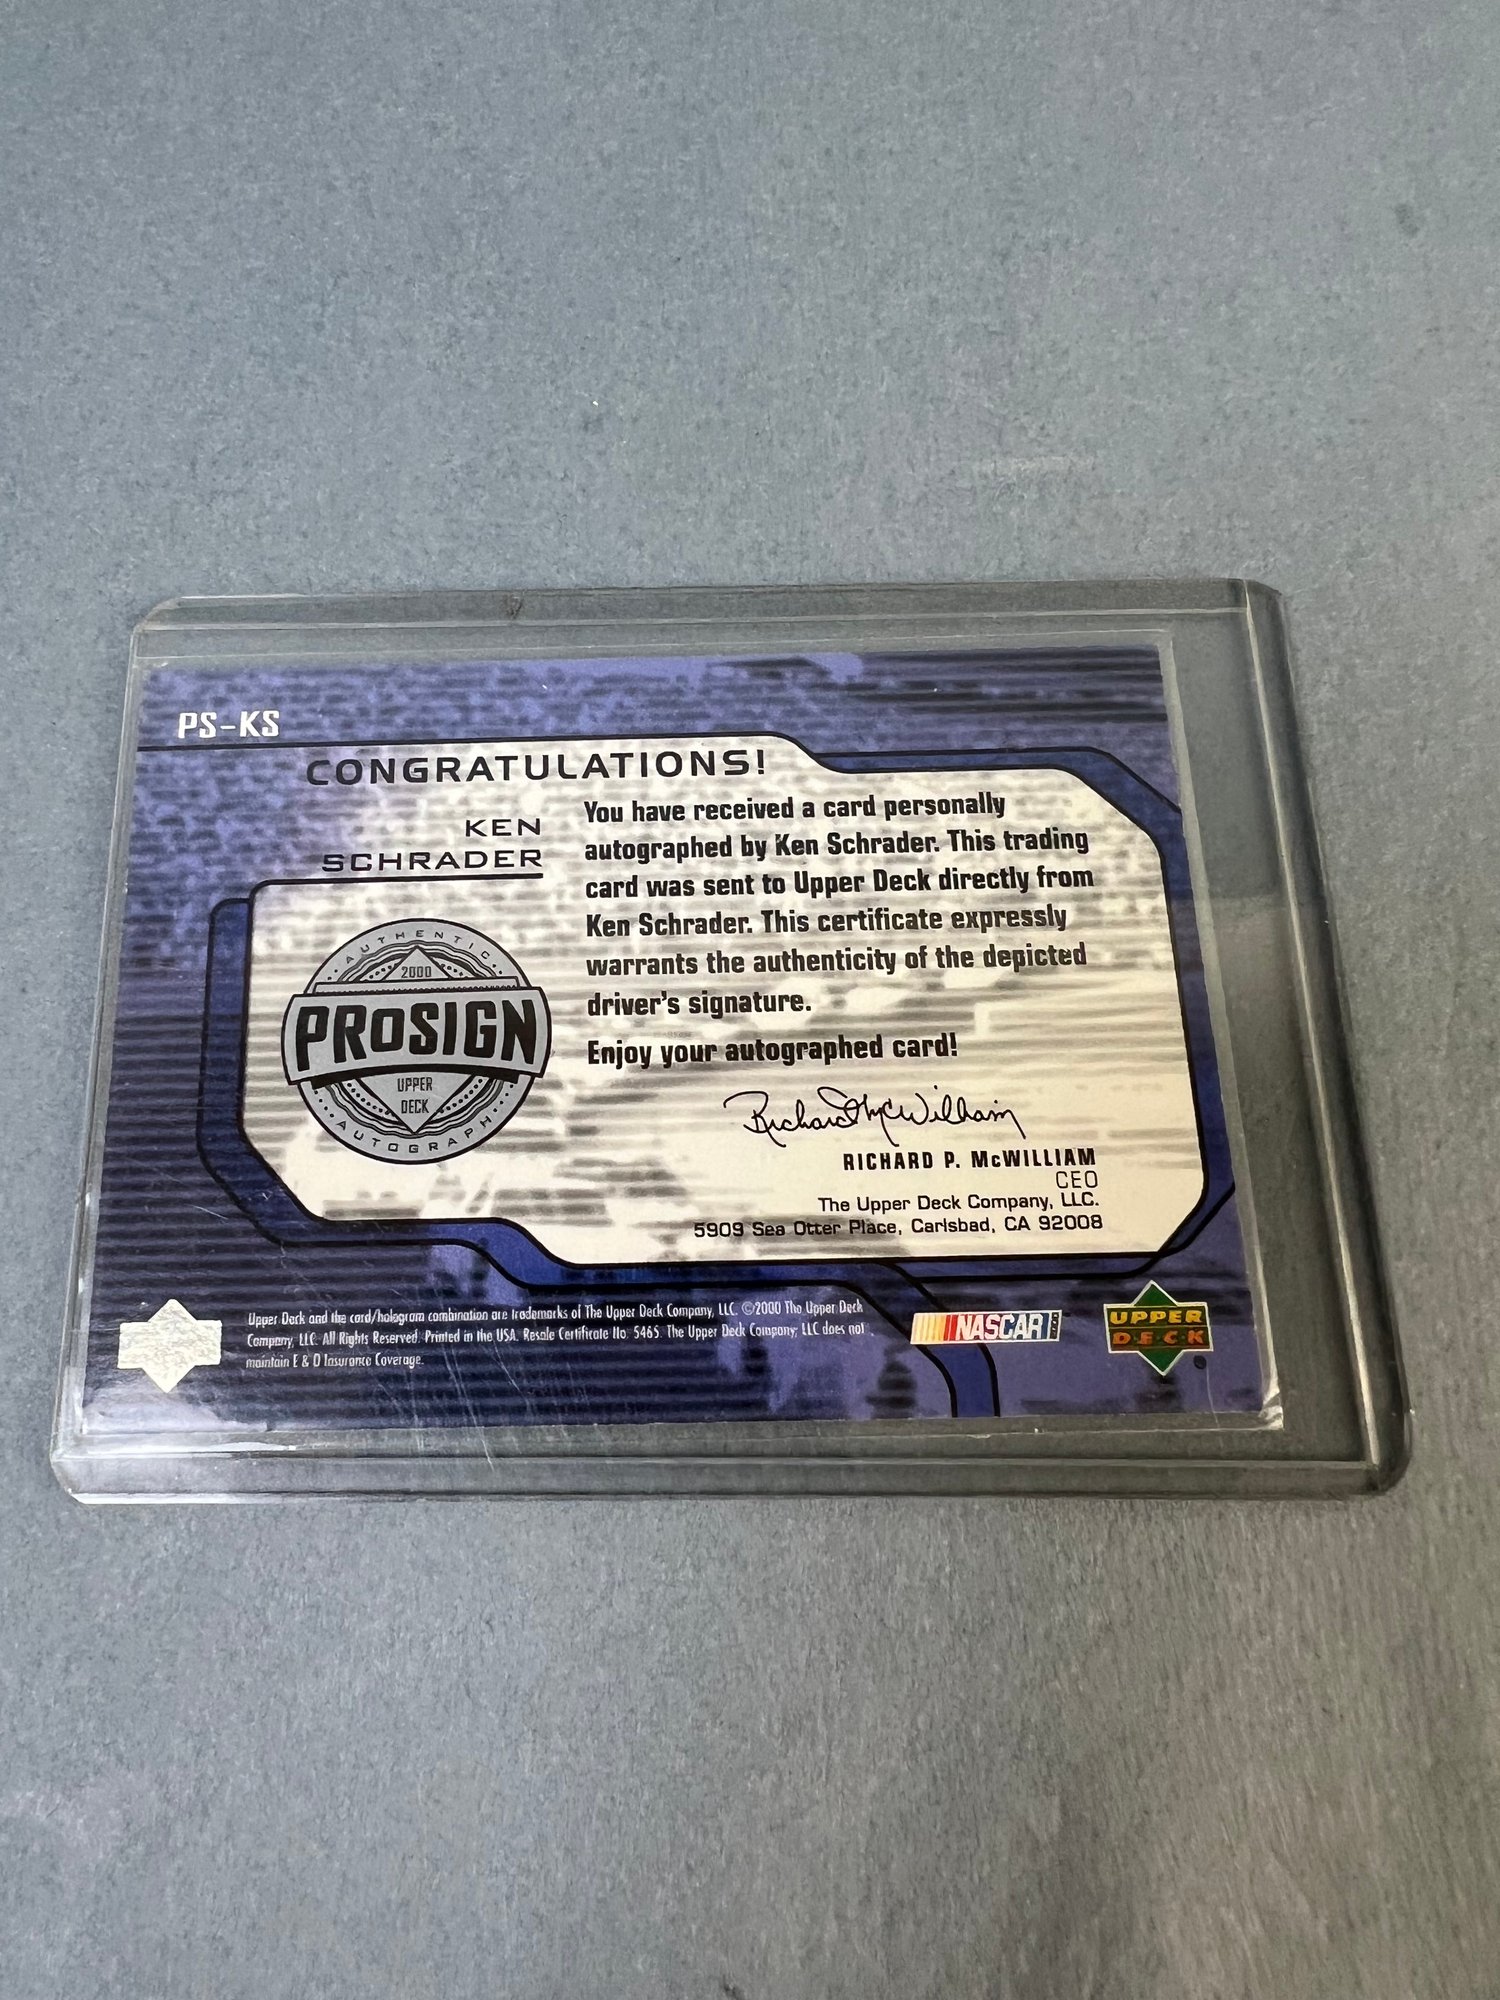 PS-KS
CONGRATULATIONS!
KEN
SCHRADER
AUTHENTIC
2000
PROSIGN
UPPER
DECK
AUTOGRAPH
You have received a card personally
autographed by Ken Schrader. This trading
card was sent to Upper Deck directly from
Ken Schrader. This certificate expressly
warrants the authenticity of the depicted
driver's signature.
Enjoy your autographed card!
Richard P. McWilliam
RICHARD P. McWILLIAM
CEO
The Upper Deck Company, LLC.
5909 Sea Otter Place, Carlsbad, CA 92008
Upper Deck and the card/hologram combination are trademarks of The Upper Deck Company, LLC. ©2000 The Upper Deck
Company, LLC. All Rights Reserved. Printed in the USA. Resale Certificate No. 5465. The Upper Deck Company, LLC does not
maintain E & O Insurance Coverage.
NASCAR
UPPER
DECK